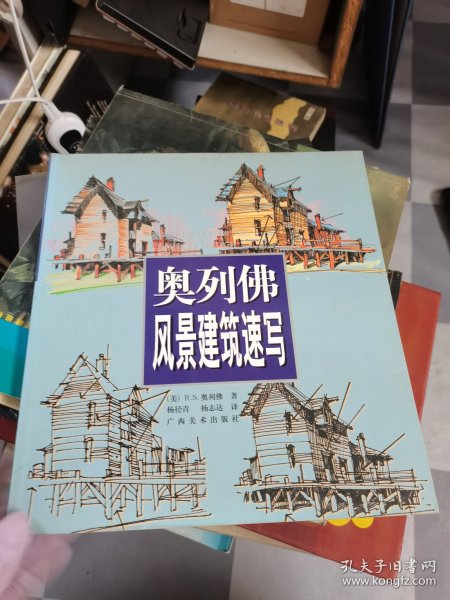 奥列佛
风景建筑速写
(美) R.S.奥列佛 著
杨径青 杨志达 译
广西美术出版社
孔夫子旧书网
www.kongfz.com